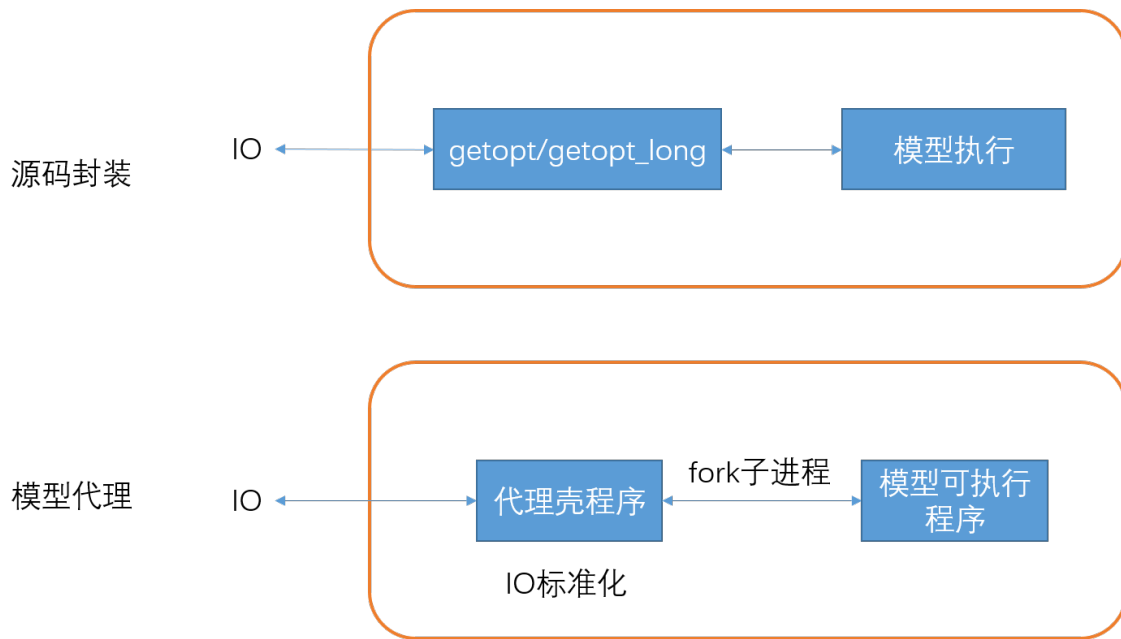 源码封装
IO
getopt/getopt_long
模型执行
模型代理
IO
代理壳程序
fork子进程
模型可执行
程序
IO标准化